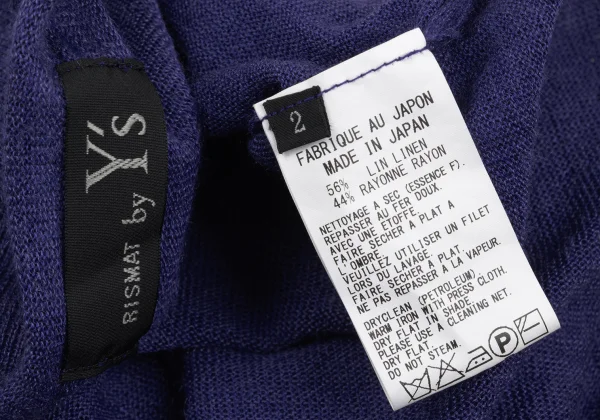 Y's
RISMAT by
2
FABRIQUE AU JAPON
MADE IN JAPAN
56% LIN LINEN
44% RAYONNE RAYON
NETTOYAGE A SEC (ESSENCE F).
REPASSER AU FER DOUX.
AVEC UNE ETOFFE.
FAIRE SECHER A PLAT A
L'OMBRE.
VEUILLEZ UTILISER UN FILET
LORS DU LAVAGE.
FAIRE SECHER A PLAT.
NE PAS REPASSER A LA VAPEUR.
DRYCLEAN (PETROLEUM)
WARM IRON WITH PRESS CLOTH.
DRY FLAT IN SHADE.
PLEASE USE A CLEANING NET.
DRY FLAT.
DO NOT STEAM.
P